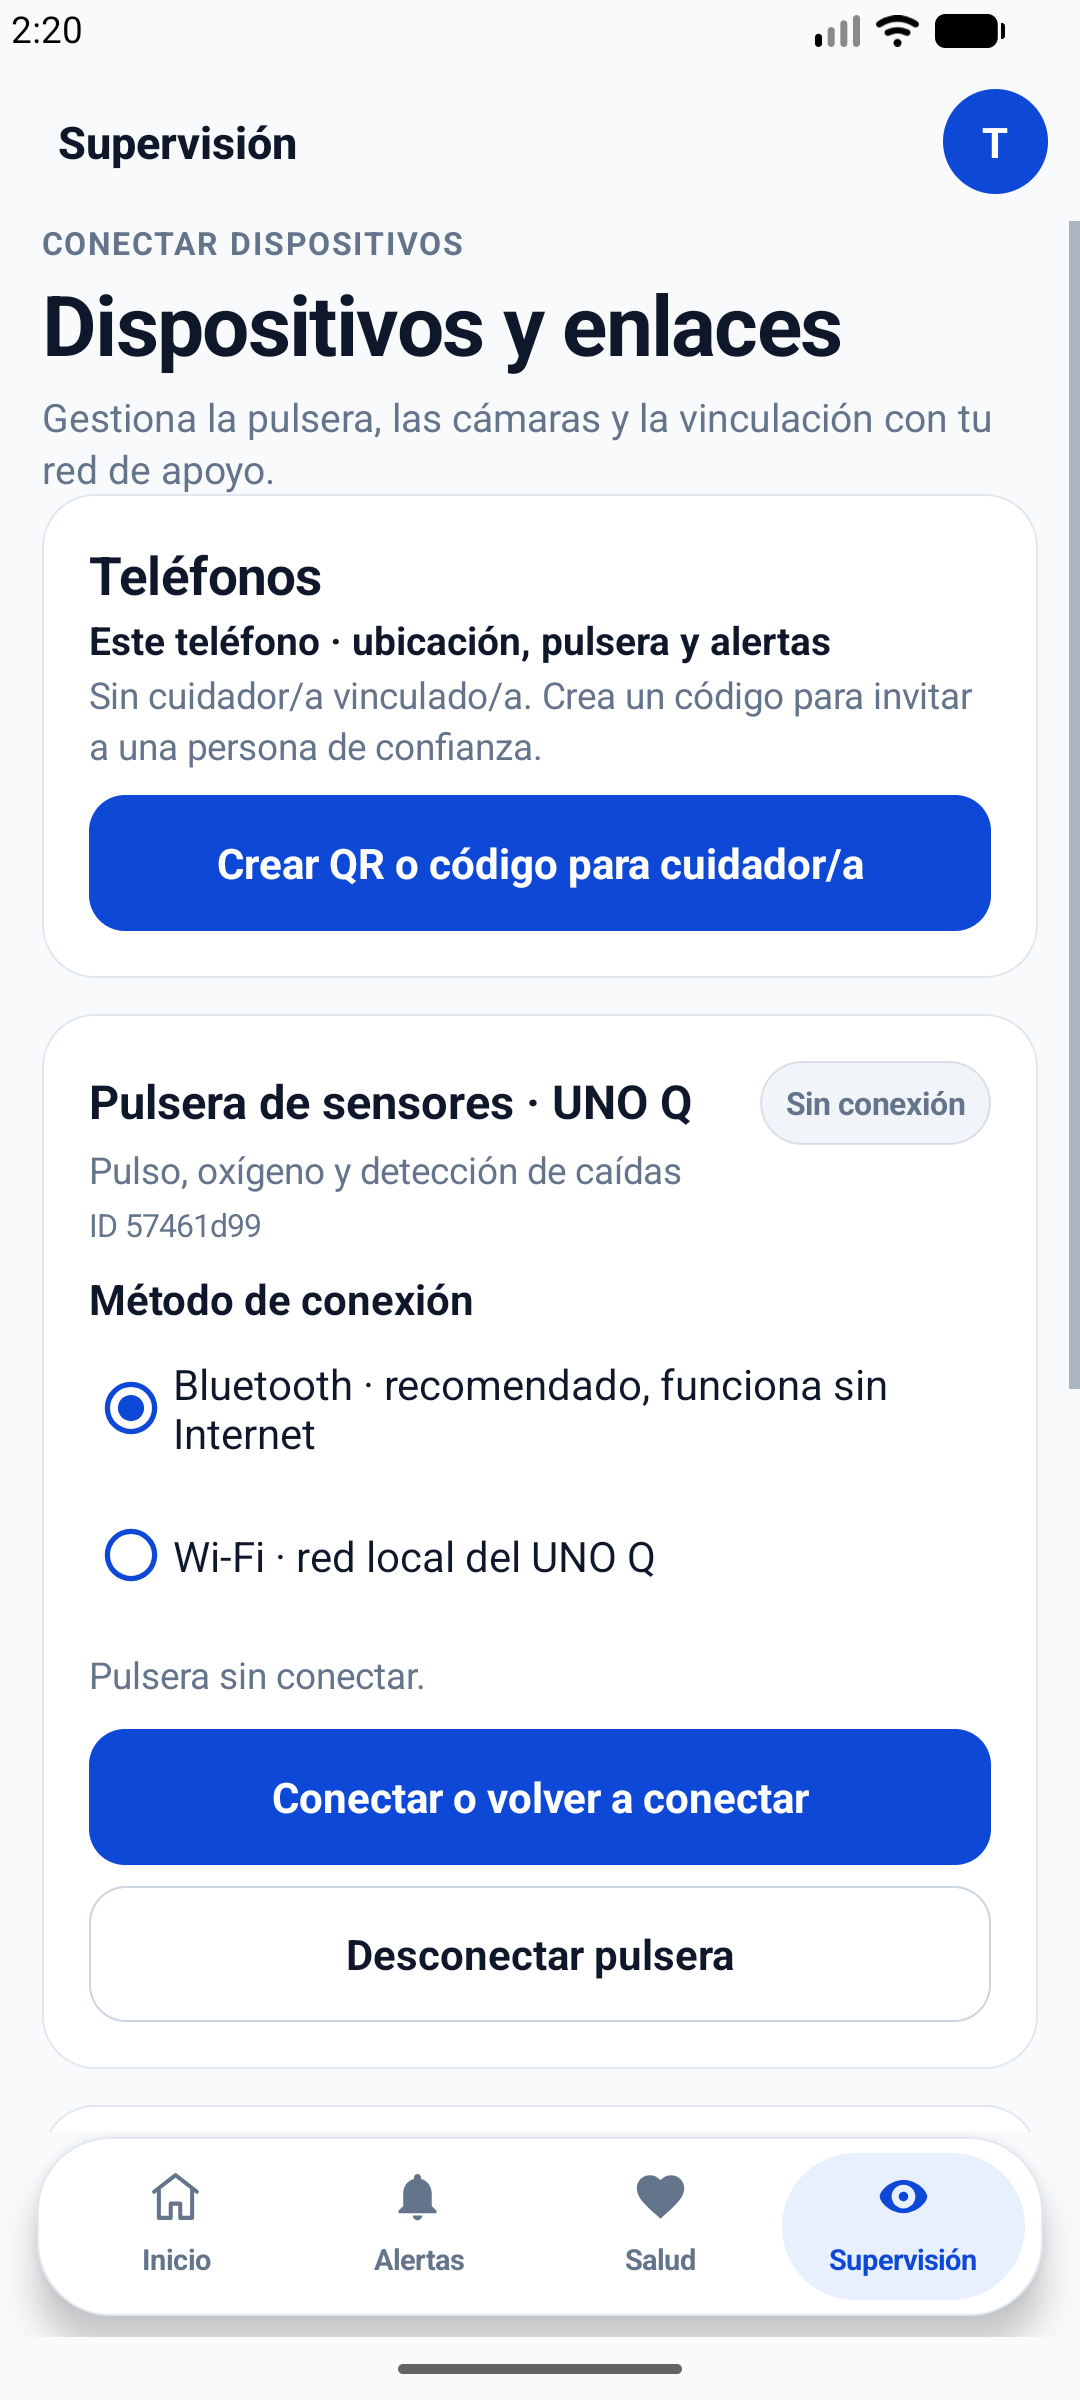 2:20
Supervisión
T
CONECTAR DISPOSITIVOS
Dispositivos y enlaces
Gestiona la pulsera, las cámaras y la vinculación con tu
red de apoyo.
Teléfonos
Este teléfono · ubicación, pulsera y alertas
Sin cuidador/a vinculado/a. Crea un código para invitar
a una persona de confianza.
Crear QR o código para cuidador/a
Pulsera de sensores · UNO Q
Sin conexión
Pulso, oxígeno y detección de caídas
ID 57461d99
Método de conexión
Bluetooth · recomendado, funciona sin
Internet
Wi-Fi · red local del UNO Q
Pulsera sin conectar.
Conectar o volver a conectar
Desconectar pulsera
Inicio
Alertas
Salud
Supervisión